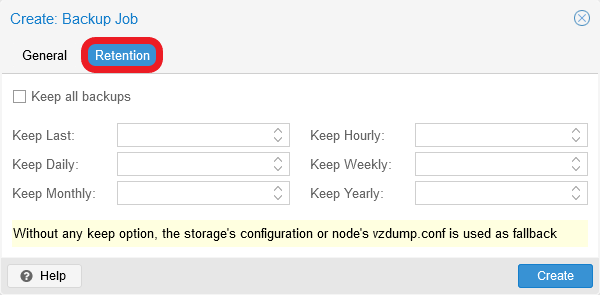 Create: Backup Job
General Retention
Keep all backups
Keep Last: Keep Hourly:
Keep Daily: Keep Weekly:
Keep Monthly: Keep Yearly:
Without any keep option, the storage's configuration or node's vzdump.conf is used as fallback
Help Create